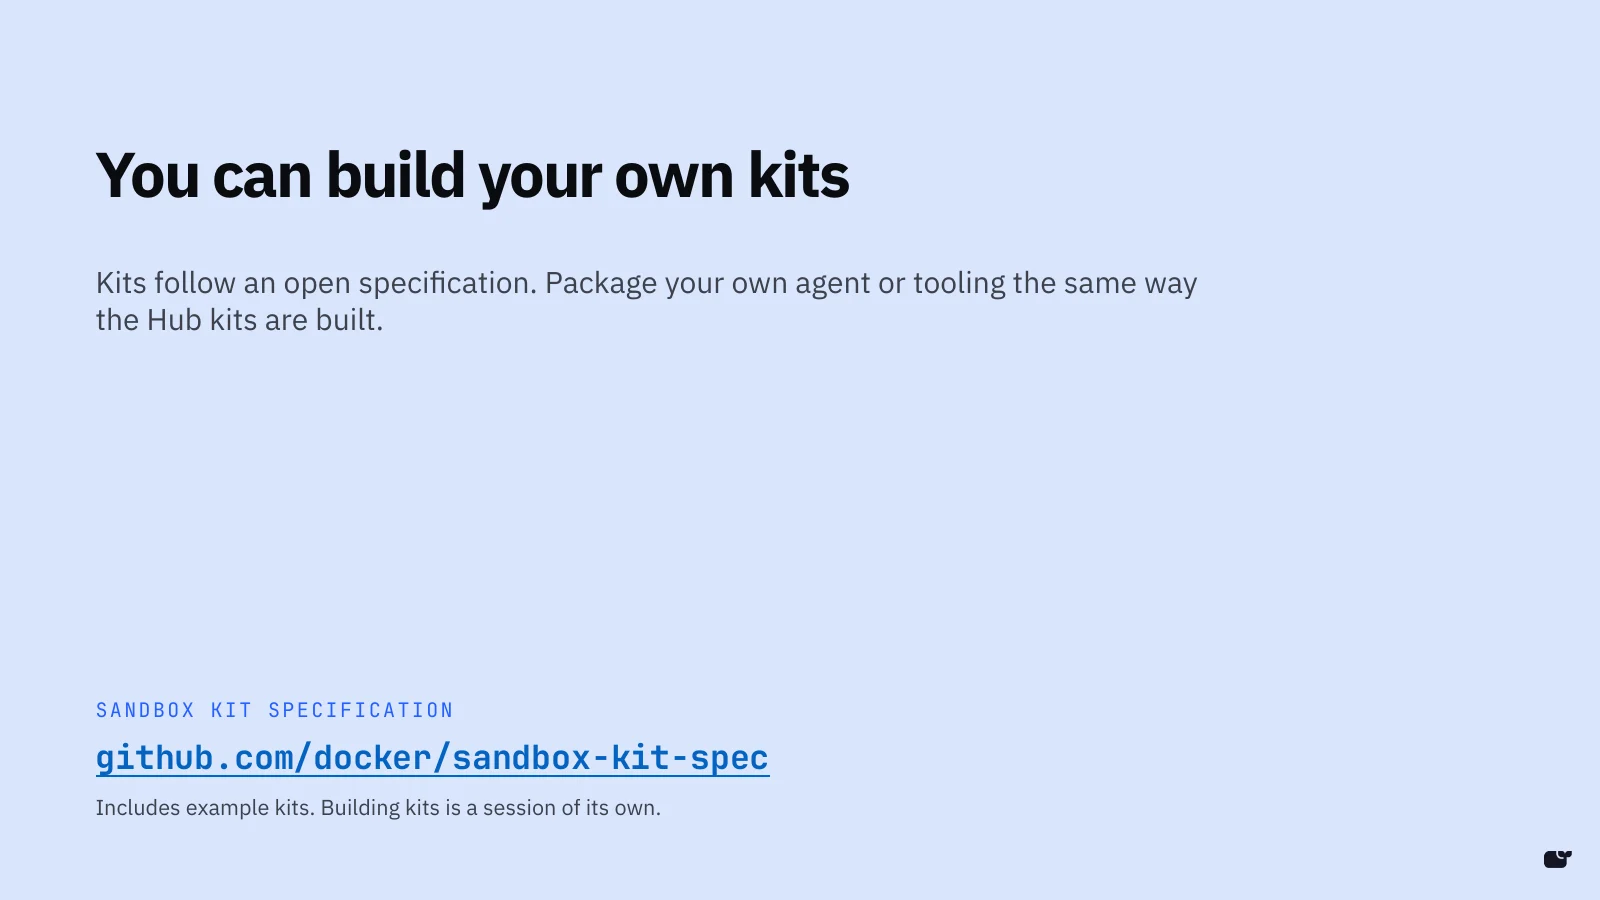 You can build your own kits
Kits follow an open specification. Package your own agent or tooling the same way
the Hub kits are built.
SANDBOX KIT SPECIFICATION
github.com/docker/sandbox-kit-spec
Includes example kits. Building kits is a session of its own.